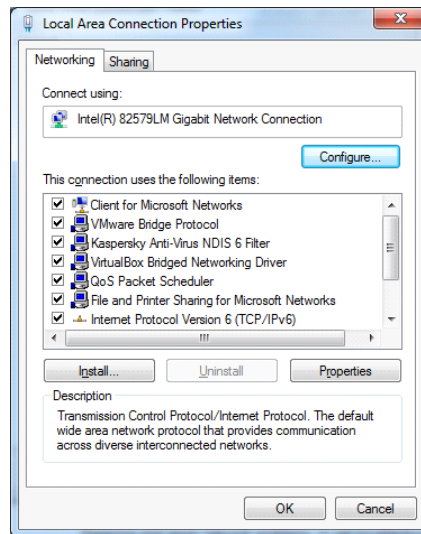 Local Area Connection Properties
Networking
Sharing
Connect using:
Intel(R) 82579LM Gigabit Network Connection
Configure...
This connection uses the following items:
Client for Microsoft Networks
VMware Bridge Protocol
Kaspersky Anti-Virus NDIS 6 Filter
VirtualBox Bridged Networking Driver
QoS Packet Scheduler
File and Printer Sharing for Microsoft Networks
Internet Protocol Version 6 (TCP/IPv6)
Install...
Uninstall
Properties
Description
Transmission Control Protocol/Internet Protocol. The default
wide area network protocol that provides communication
across diverse interconnected networks.
OK
Cancel